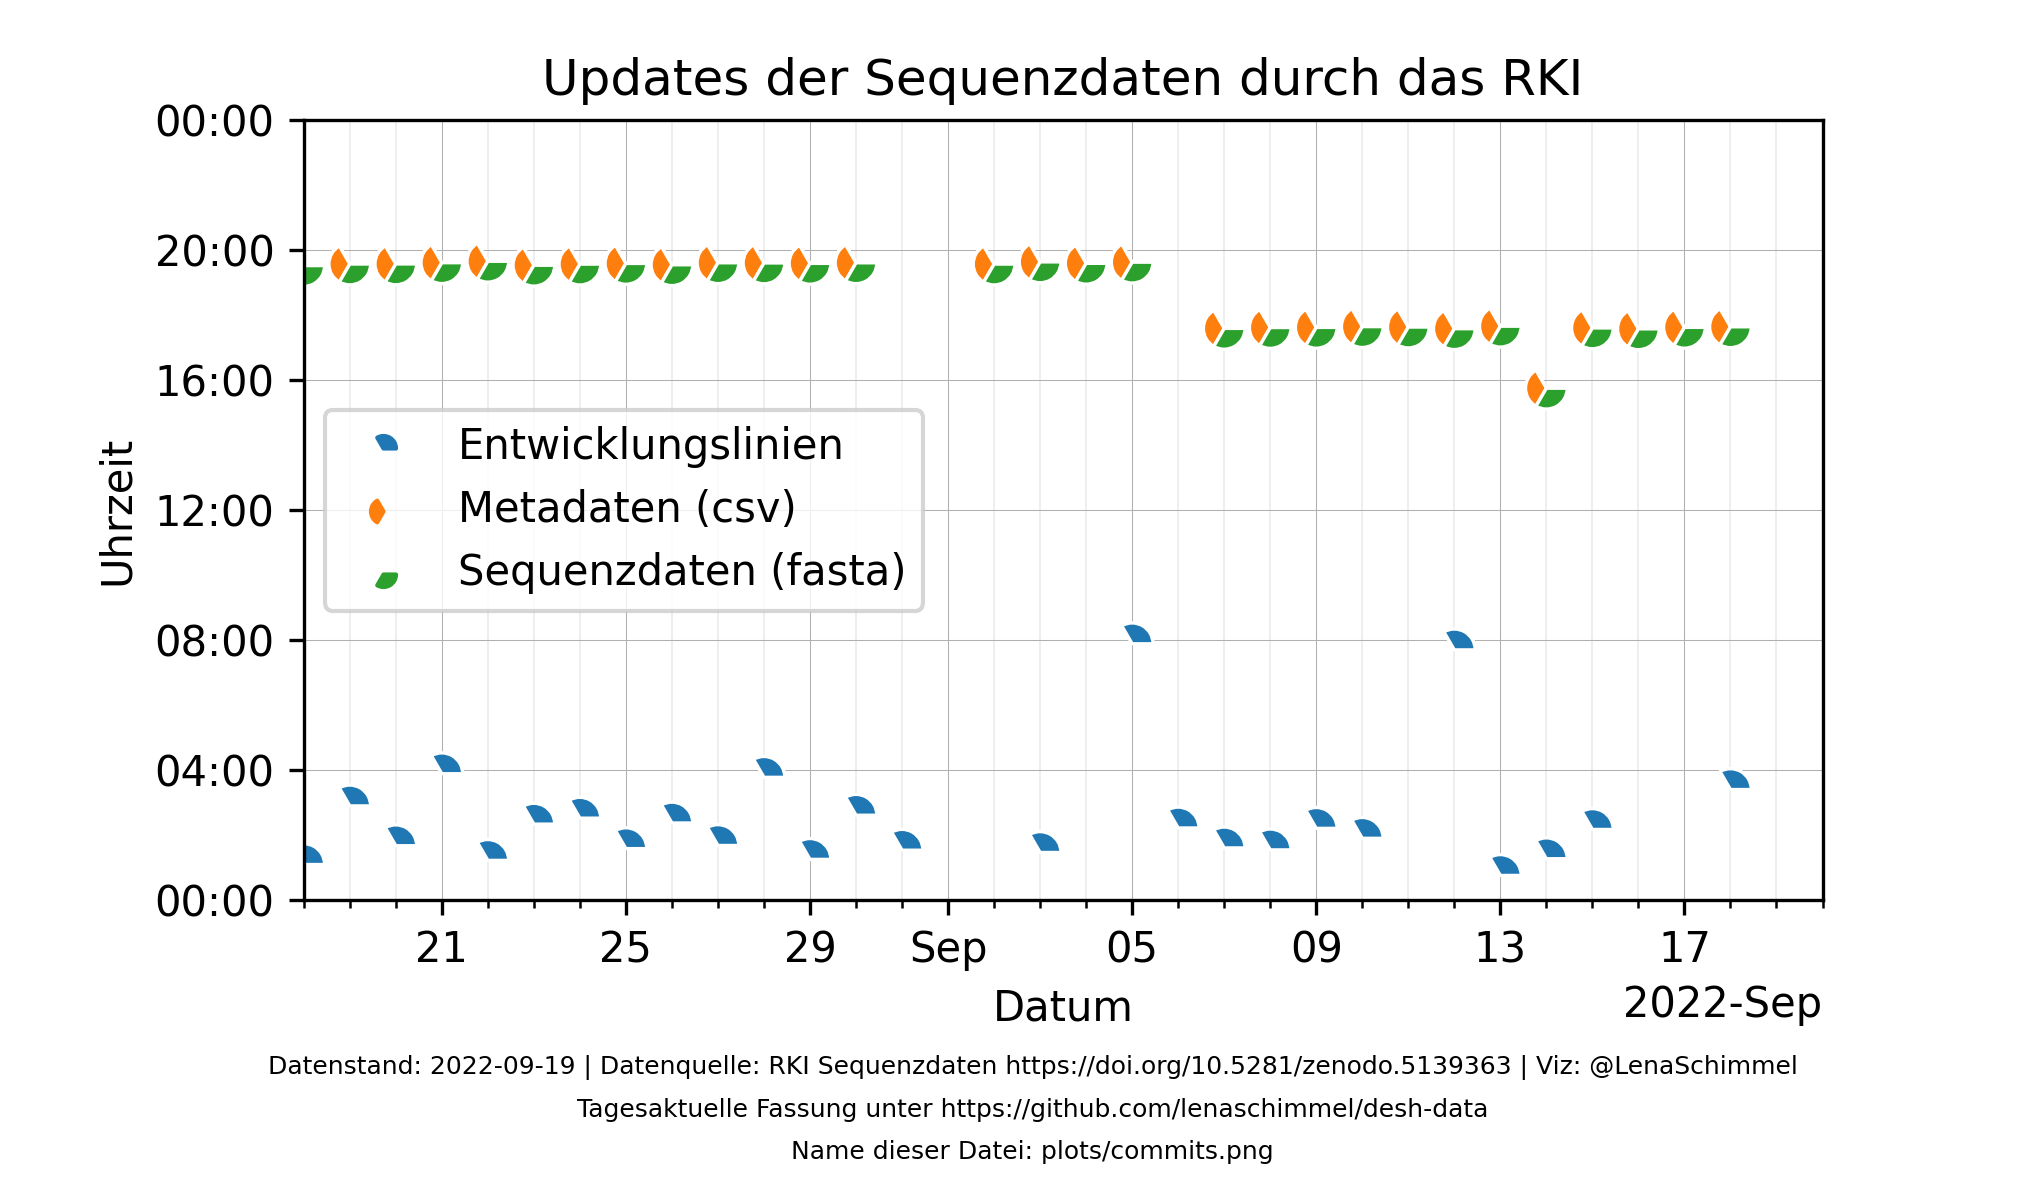 Updates der Sequenzdaten durch das RKI
00:00
20:00
16:00
12:00
08:00
04:00
00:00
Uhrzeit
Entwicklungslinien
Metadaten (csv)
Sequenzdaten (fasta)
21 25 29 Sep 05 09 13 17
2022-Sep
Datum
Datenstand: 2022-09-19 | Datenquelle: RKI Sequenzdaten https://doi.org/10.5281/zenodo.5139363 | Viz: @LenaSchimmel
Tagesaktuelle Fassung unter https://github.com/lenaschimmel/desh-data
Name dieser Datei: plots/commits.png